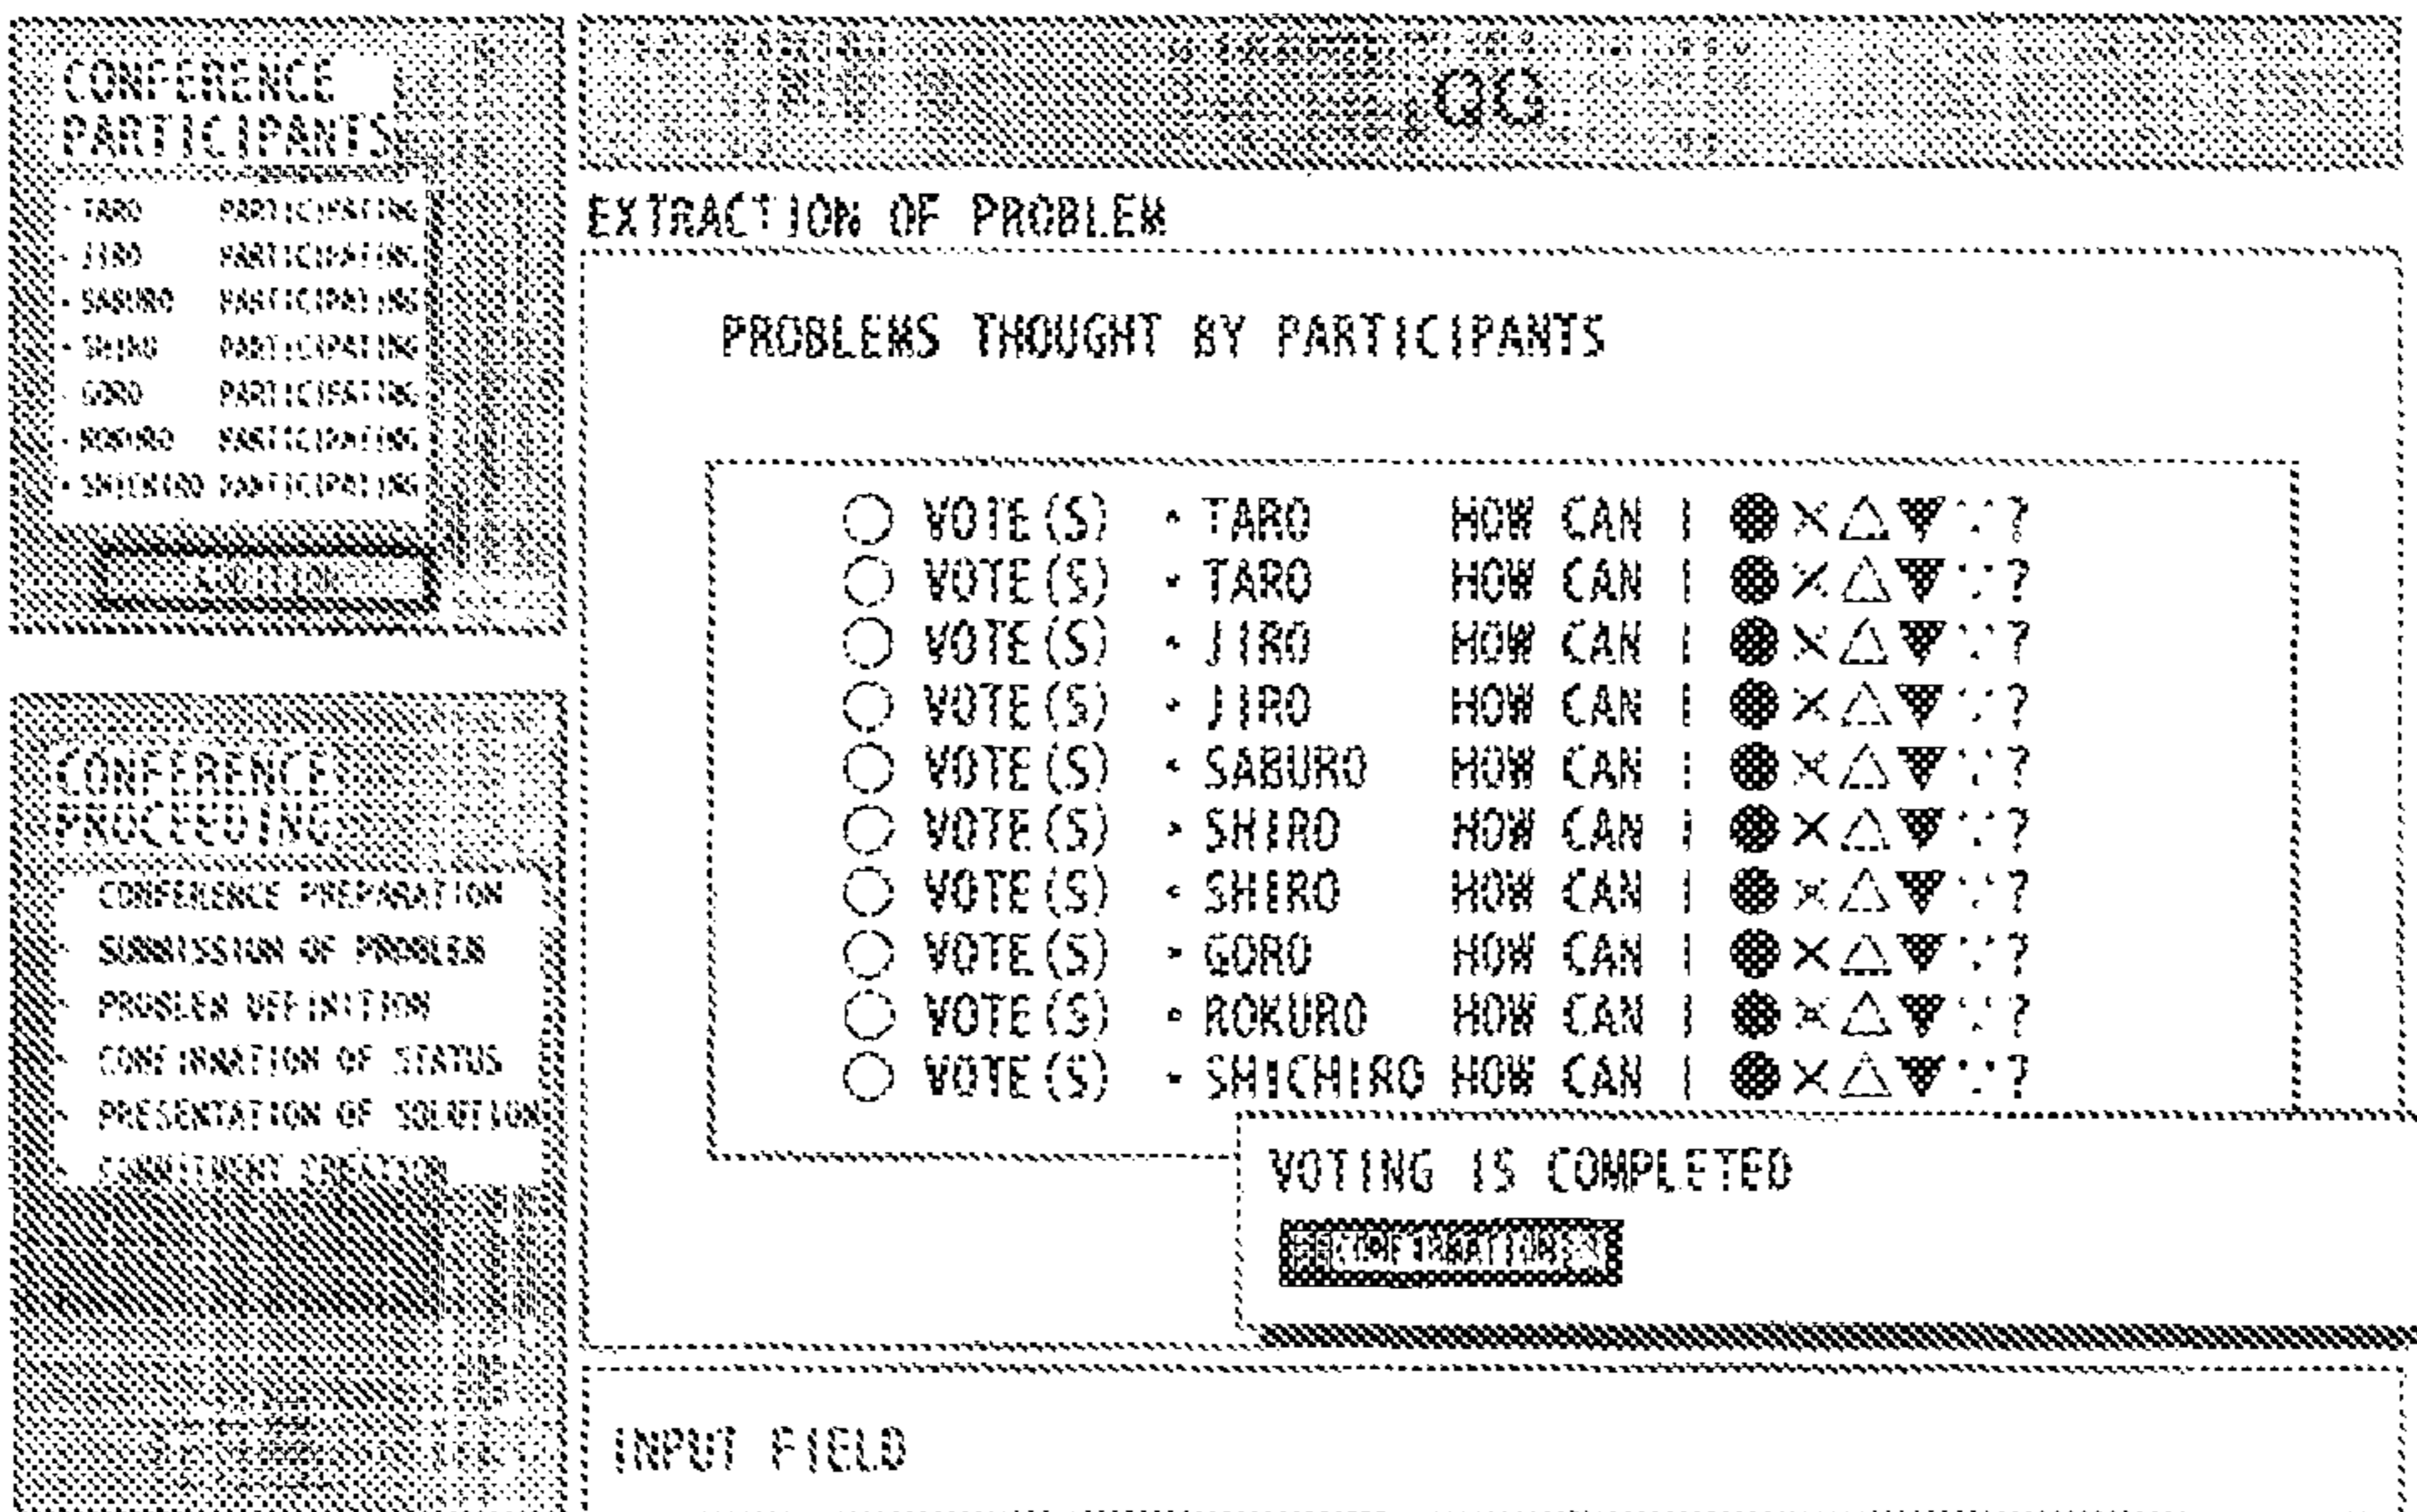 CONFERENCE
PARTICIPANTS
・TARO PARTICIPATING
・JIRO PARTICIPATING
・SABURO PARTICIPATING
・SHIRO PARTICIPATING
・GORO PARTICIPATING
・ROKURO PARTICIPATING
・SHICHIRO PARTICIPATING
CONFERENCE
PROCEEDING
・ CONFERENCE PREPARATION
・ SUBMISSION OF PROBLEM
・ PROBLEM DEFINITION
・ CONFIRMATION OF STATUS
・ PRESENTATION OF SOLUTION
・ COMMITMENT CREATION
.QG
EXTRACTION OF PROBLEM
PROBLEMS THOUGHT BY PARTICIPANTS
○ VOTE(S) ・TARO HOW CAN I ●×△▼∵?
○ VOTE(S) ・TARO HOW CAN I ●×△▼∵?
○ VOTE(S) ・JIRO HOW CAN I ●×△▼∵?
○ VOTE(S) ・JIRO HOW CAN I ●×△▼∵?
○ VOTE(S) ・SABURO HOW CAN I ●×△▼∵?
○ VOTE(S) ・SHIRO HOW CAN I ●×△▼∵?
○ VOTE(S) ・SHIRO HOW CAN I ●×△▼∵?
○ VOTE(S) ・GORO HOW CAN I ●×△▼∵?
○ VOTE(S) ・ROKURO HOW CAN I ●×△▼∵?
○ VOTE(S) ・SHICHIRO HOW CAN I ●×△▼∵?
VOTING IS COMPLETED
CONFIRMATION
INPUT FIELD